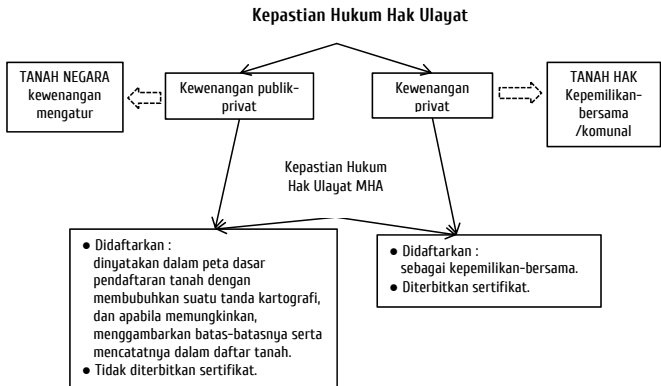 Kepastian Hukum Hak Ulayat
TANAH NEGARA
kewenangan
mengatur
Kewenangan publik-
privat
Kewenangan
privat
TANAH HAK
Kepemilikan-
bersama
/komunal
Kepastian Hukum
Hak Ulayat MHA
● Didaftarkan :
dinyatakan dalam peta dasar
pendaftaran tanah dengan
membubuhkan suatu tanda kartografi,
dan apabila memungkinkan,
menggambarkan batas-batasnya serta
mencatatnya dalam daftar tanah.
● Tidak diterbitkan sertifikat.
● Didaftarkan :
sebagai kepemilikan-bersama.
● Diterbitkan sertifikat.